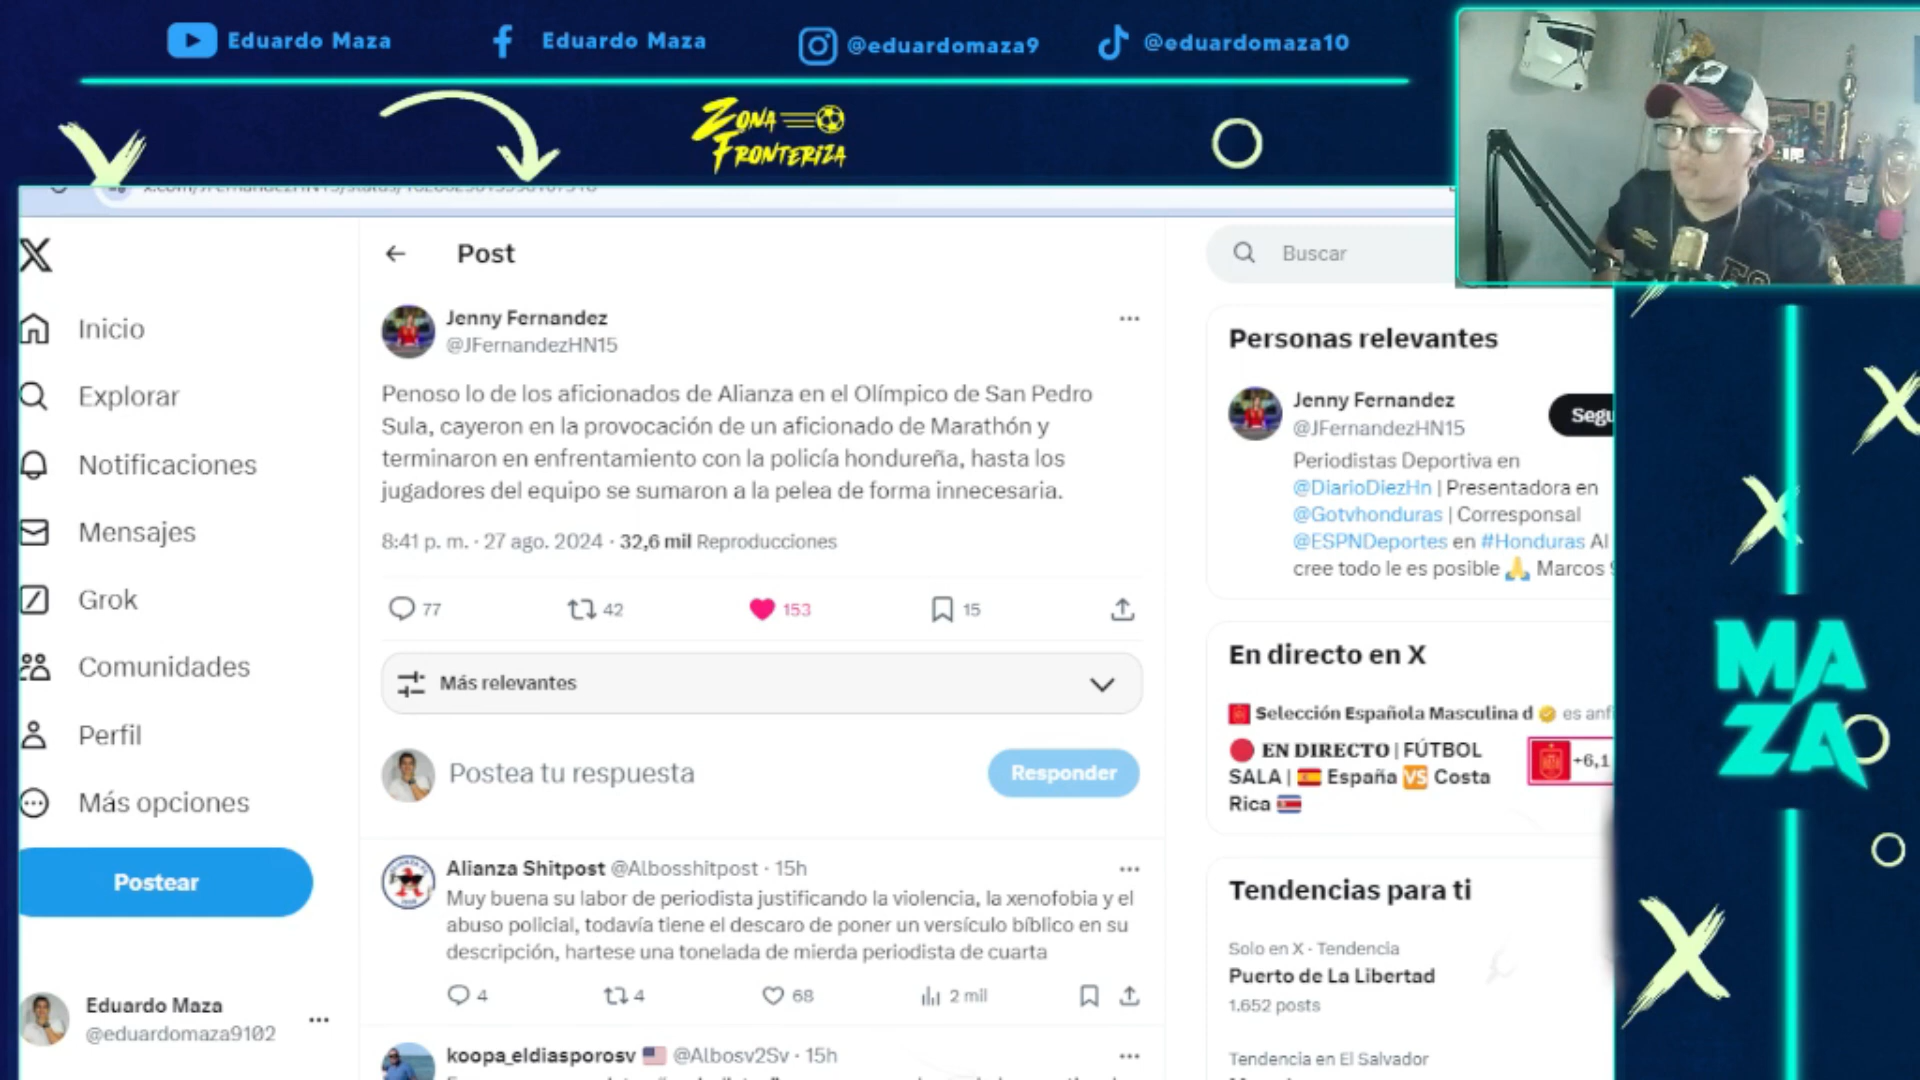 Eduardo Maza
Eduardo Maza
@eduardomaza9
@eduardomaza10
ZONA
FRONTERIZA
Post
Buscar
Inicio
Explorar
Notificaciones
Mensajes
Grok
Comunidades
Perfil
Más opciones
Postear
Eduardo Maza
@eduardomaza9102
Jenny Fernandez
@JFernandezHN15
Penoso lo de los aficionados de Alianza en el Olímpico de San Pedro
Sula, cayeron en la provocación de un aficionado de Marathón y
terminaron en enfrentamiento con la policía hondureña, hasta los
jugadores del equipo se sumaron a la pelea de forma innecesaria.
8:41 p. m. · 27 ago. 2024 · 32,6 mil Reproducciones
77 42 153 15
Más relevantes
Postea tu respuesta
Responder
Alianza Shitpost @Albosshitpost · 15h
Muy buena su labor de periodista justificando la violencia, la xenofobia y el
abuso policial, todavía tiene el descaro de poner un versículo bíblico en su
descripción, hartese una tonelada de mierda periodista de cuarta
4 4 68 2 mil
koopa_eldiasporosv @Albosv2Sv · 15h
Personas relevantes
Jenny Fernandez
@JFernandezHN15
Segu
Periodistas Deportiva en
@DiarioDiezHn | Presentadora en
@Gotvhonduras | Corresponsal
@ESPNDeportes en #Honduras Al
cree todo le es posible 🙏 Marcos
En directo en X
Selección Española Masculina d es anfi
EN DIRECTO | FÚTBOL
SALA | España VS Costa
Rica
+6,1
Tendencias para ti
Solo en X · Tendencia
Puerto de La Libertad
1.652 posts
Tendencia en El Salvador
MA
ZA